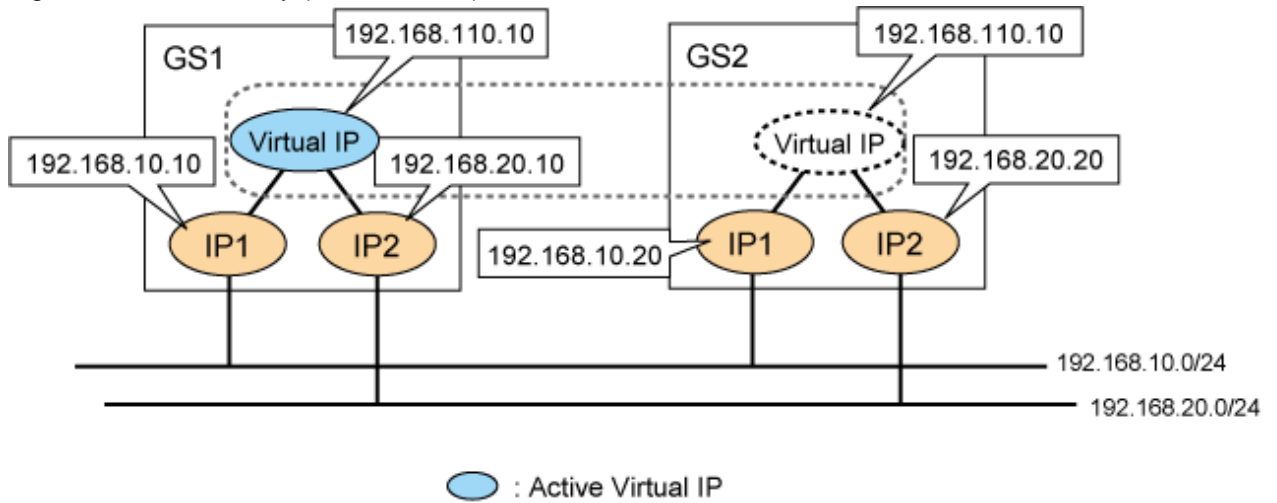 192.168.110.10
192.168.110.10
GS1
GS2
Virtual IP
Virtual IP
192.168.10.10
192.168.20.10
192.168.20.20
IP1
IP2
192.168.10.20
IP1
IP2
192.168.10.0/24
192.168.20.0/24
: Active Virtual IP